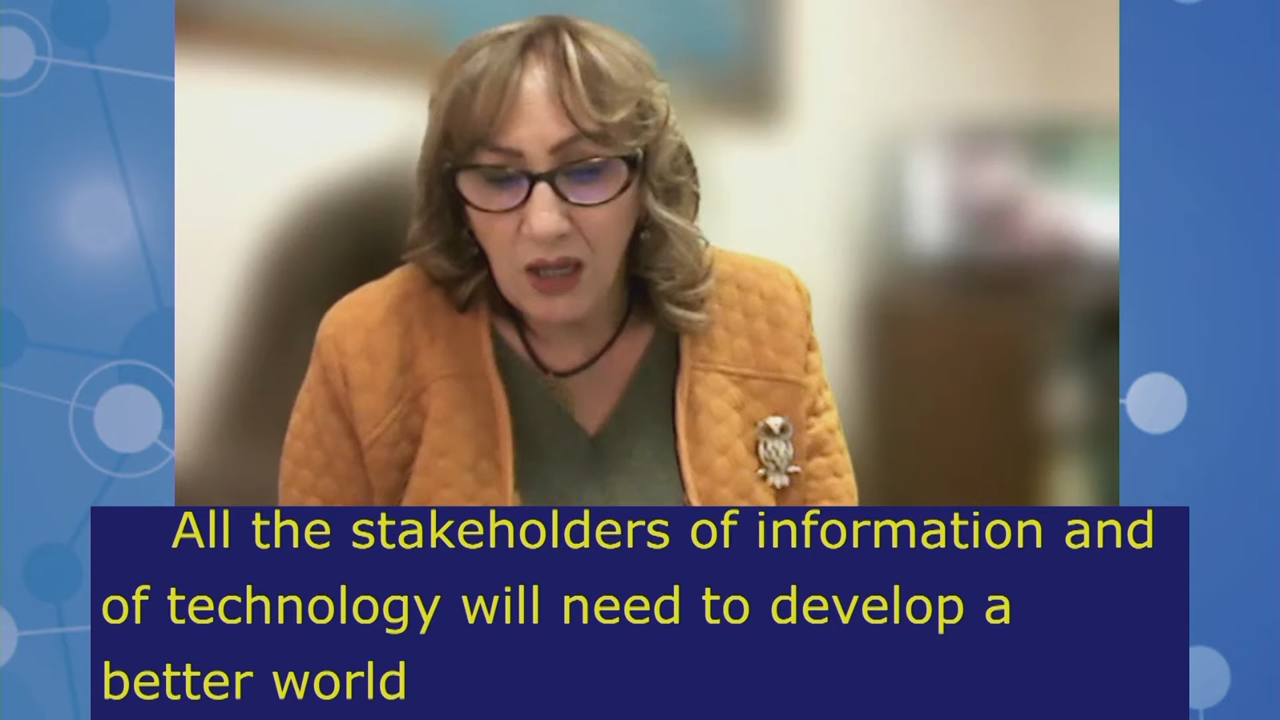 All the stakeholders of information and
of technology will need to develop a
better world